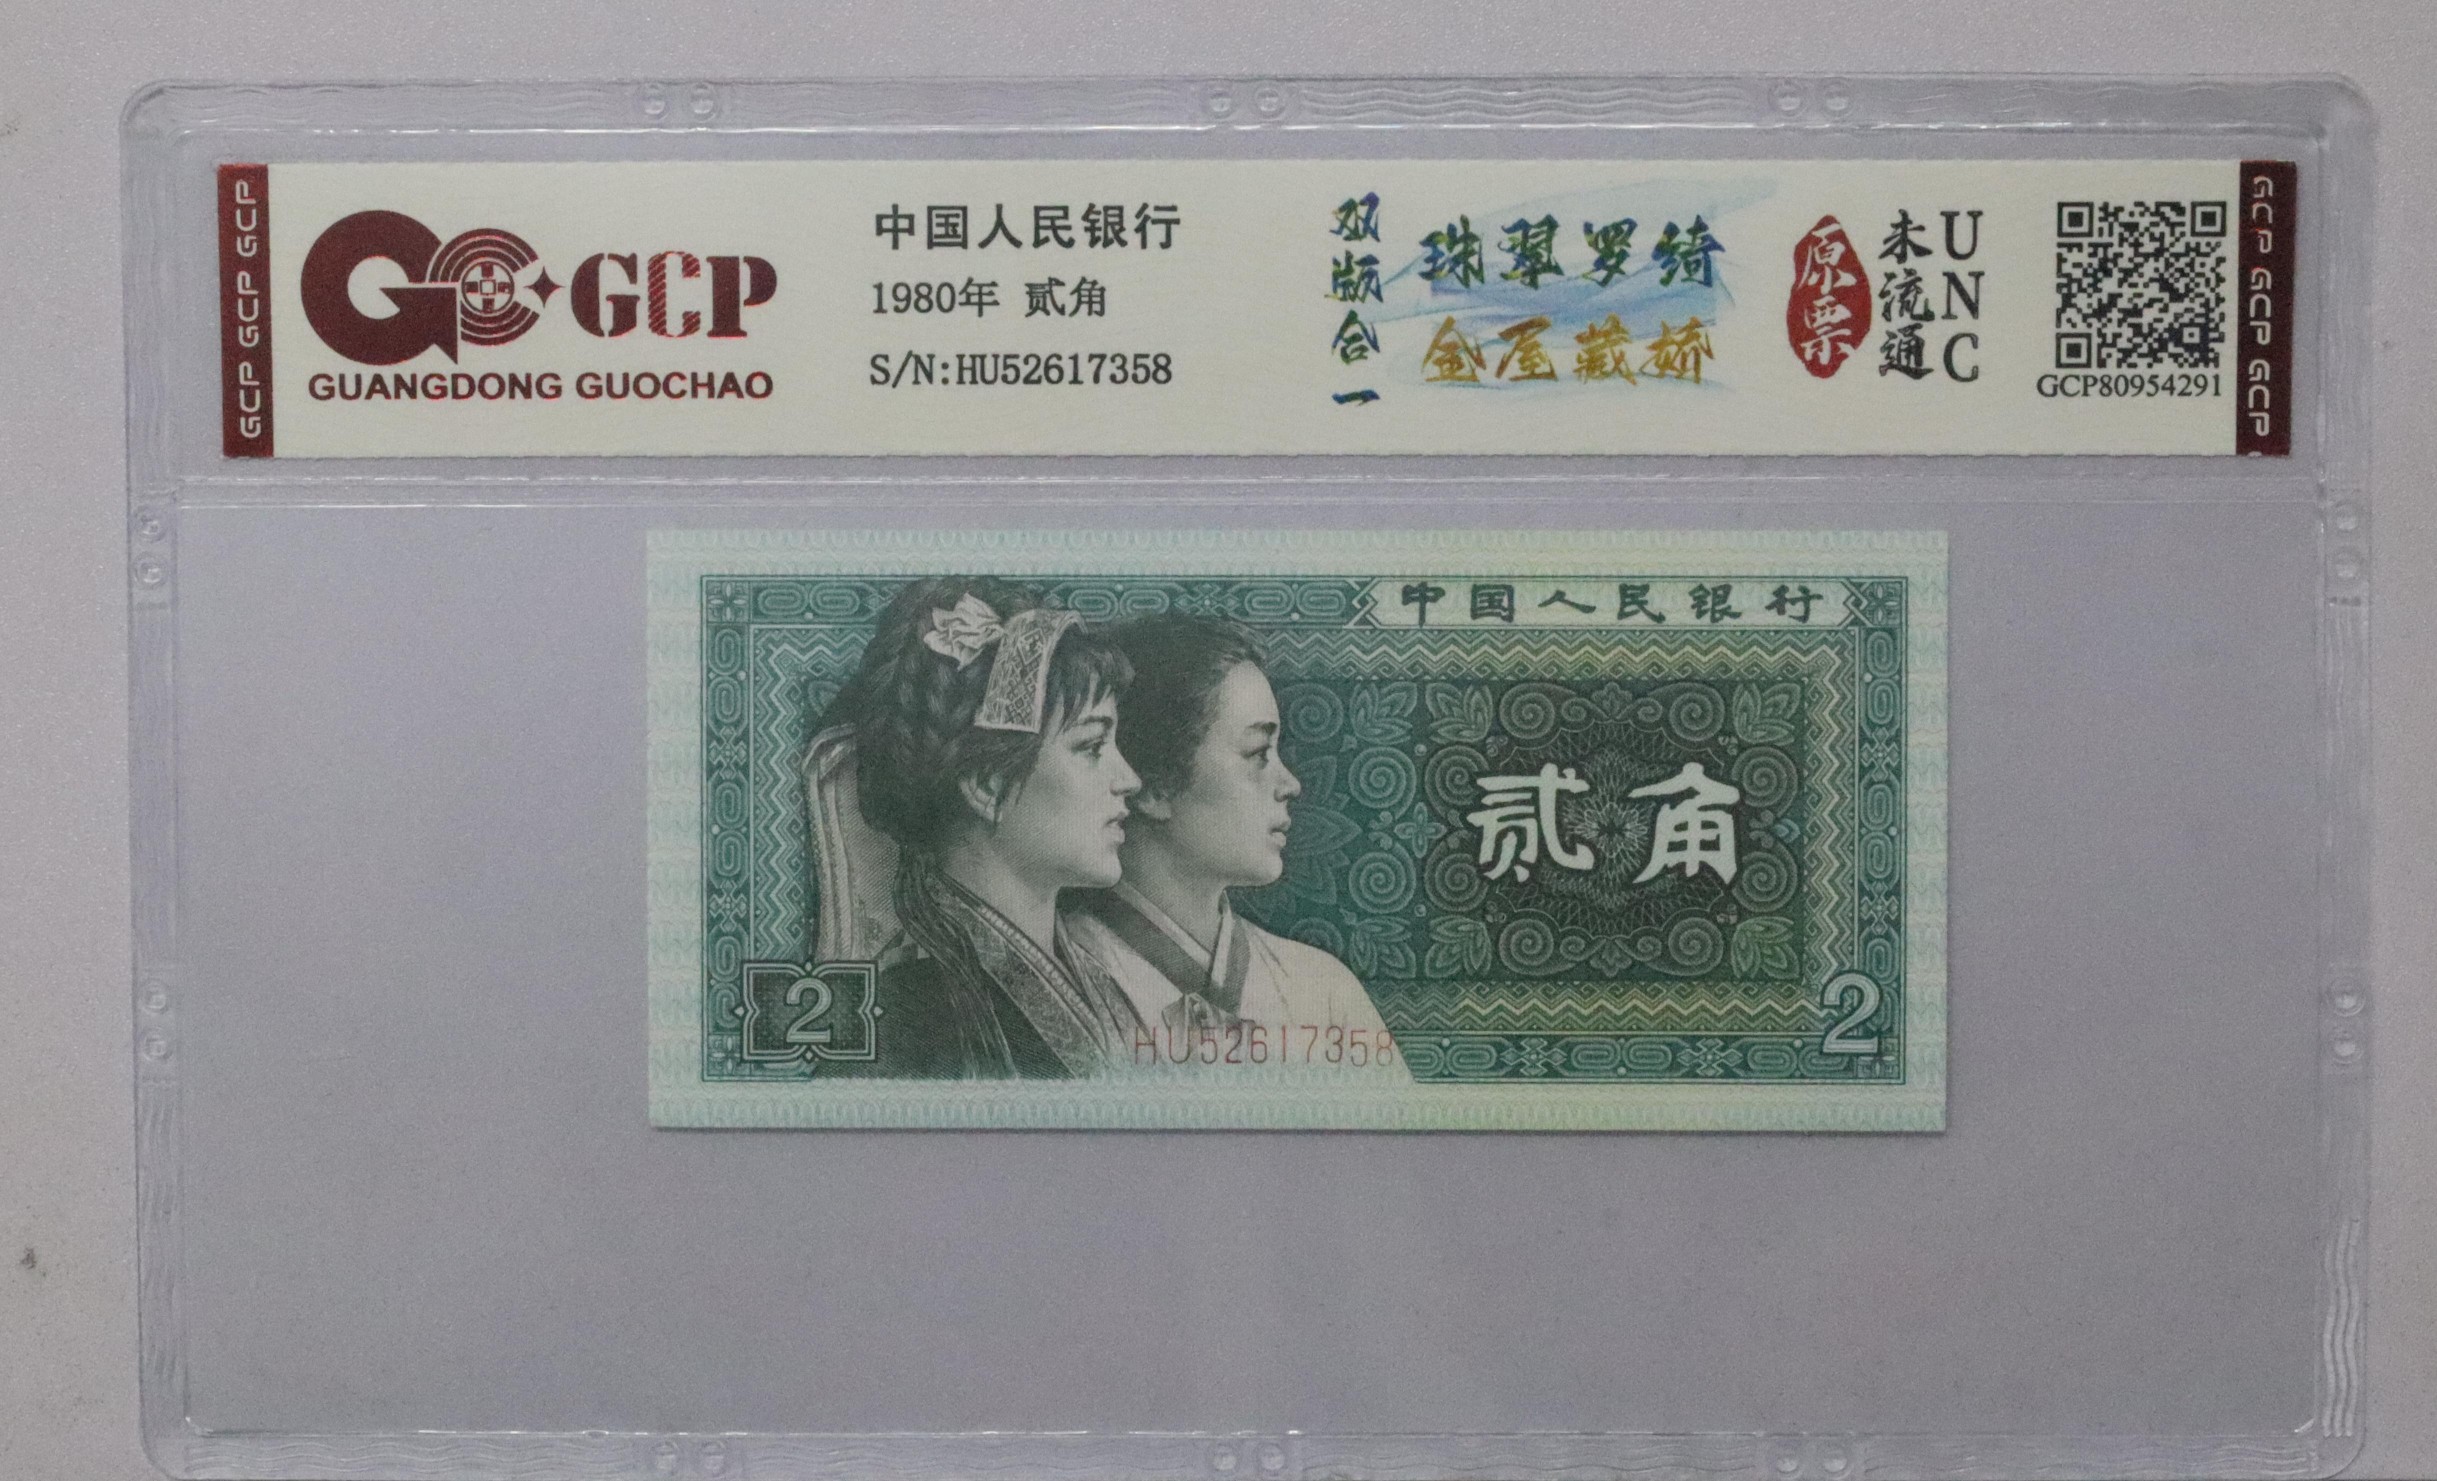 GCP GCP GCP
GCP
GUANGDONG GUOCHAO
中国人民银行
1980年 贰角
S/N:HU52617358
双版合一
珠翠罗绮
金屋藏娇
原票
未流通
UNC
GCP80954291
GCP GCP GCP
中国人民银行
贰角
2
HU52617358
2